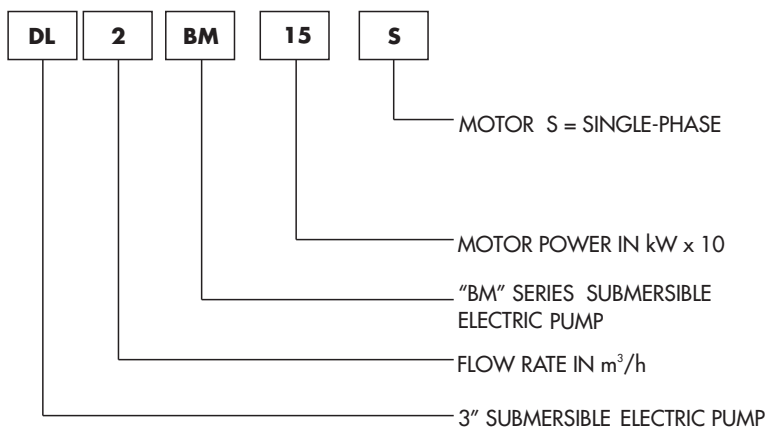 DL 2 BM 15 S
MOTOR S = SINGLE-PHASE
MOTOR POWER IN kW x 10
"BM" SERIES SUBMERSIBLE
ELECTRIC PUMP
FLOW RATE IN m³/h
3" SUBMERSIBLE ELECTRIC PUMP